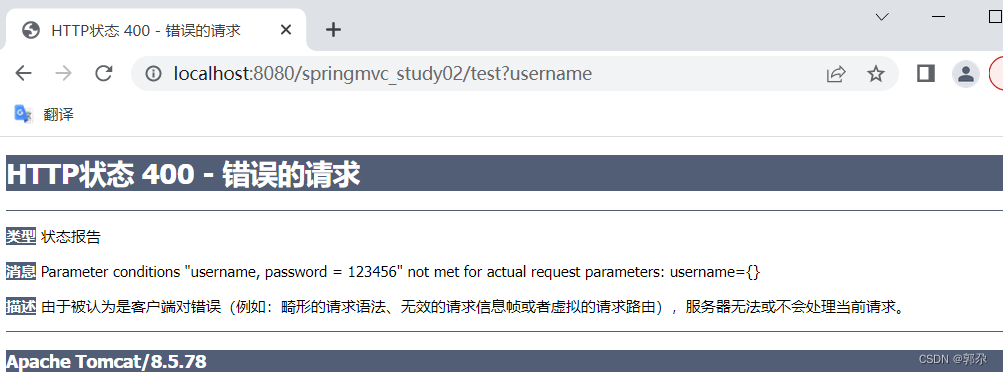 HTTP状态 400 - 错误的请求
localhost:8080/springmvc_study02/test?username
翻译
HTTP状态 400 - 错误的请求
类型 状态报告
消息 Parameter conditions "username, password = 123456" not met for actual request parameters: username={}
描述 由于被认为是客户端对错误（例如：畸形的请求语法、无效的请求信息帧或者虚拟的请求路由），服务器无法或不会处理当前请求。
Apache Tomcat/8.5.78
CSDN @郭尕